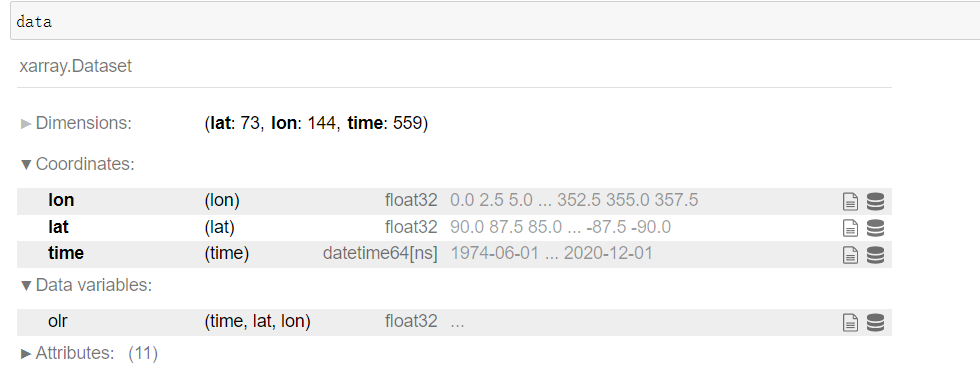 data
xarray.Dataset
▶ Dimensions: (lat: 73, lon: 144, time: 559)
▼ Coordinates:
lon (lon) float32 0.0 2.5 5.0 ... 352.5 355.0 357.5
lat (lat) float32 90.0 87.5 85.0 ... -87.5 -90.0
time (time) datetime64[ns] 1974-06-01 ... 2020-12-01
▼ Data variables:
olr (time, lat, lon) float32 ...
▶ Attributes: (11)